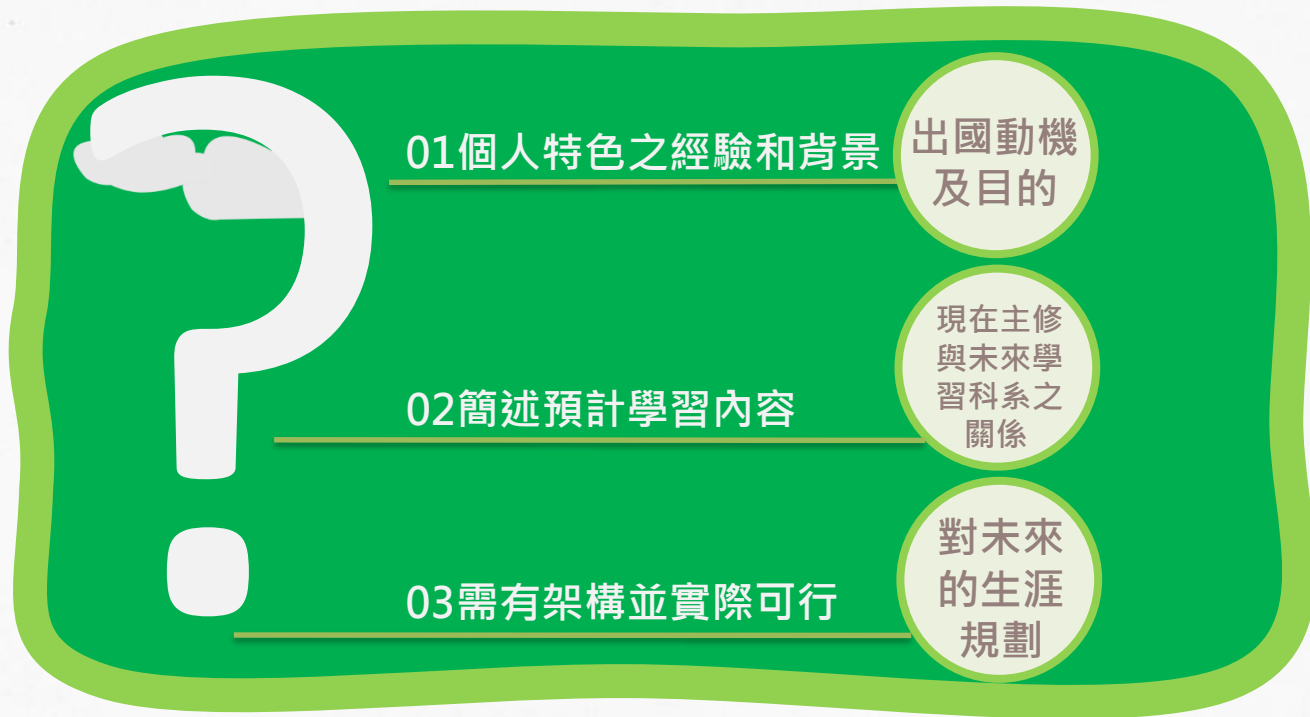 01個人特色之經驗和背景
出國動機
及目的
02簡述預計學習內容
現在主修
與未來學
習科系之
關係
03需有架構並實際可行
對未來
的生涯
規劃